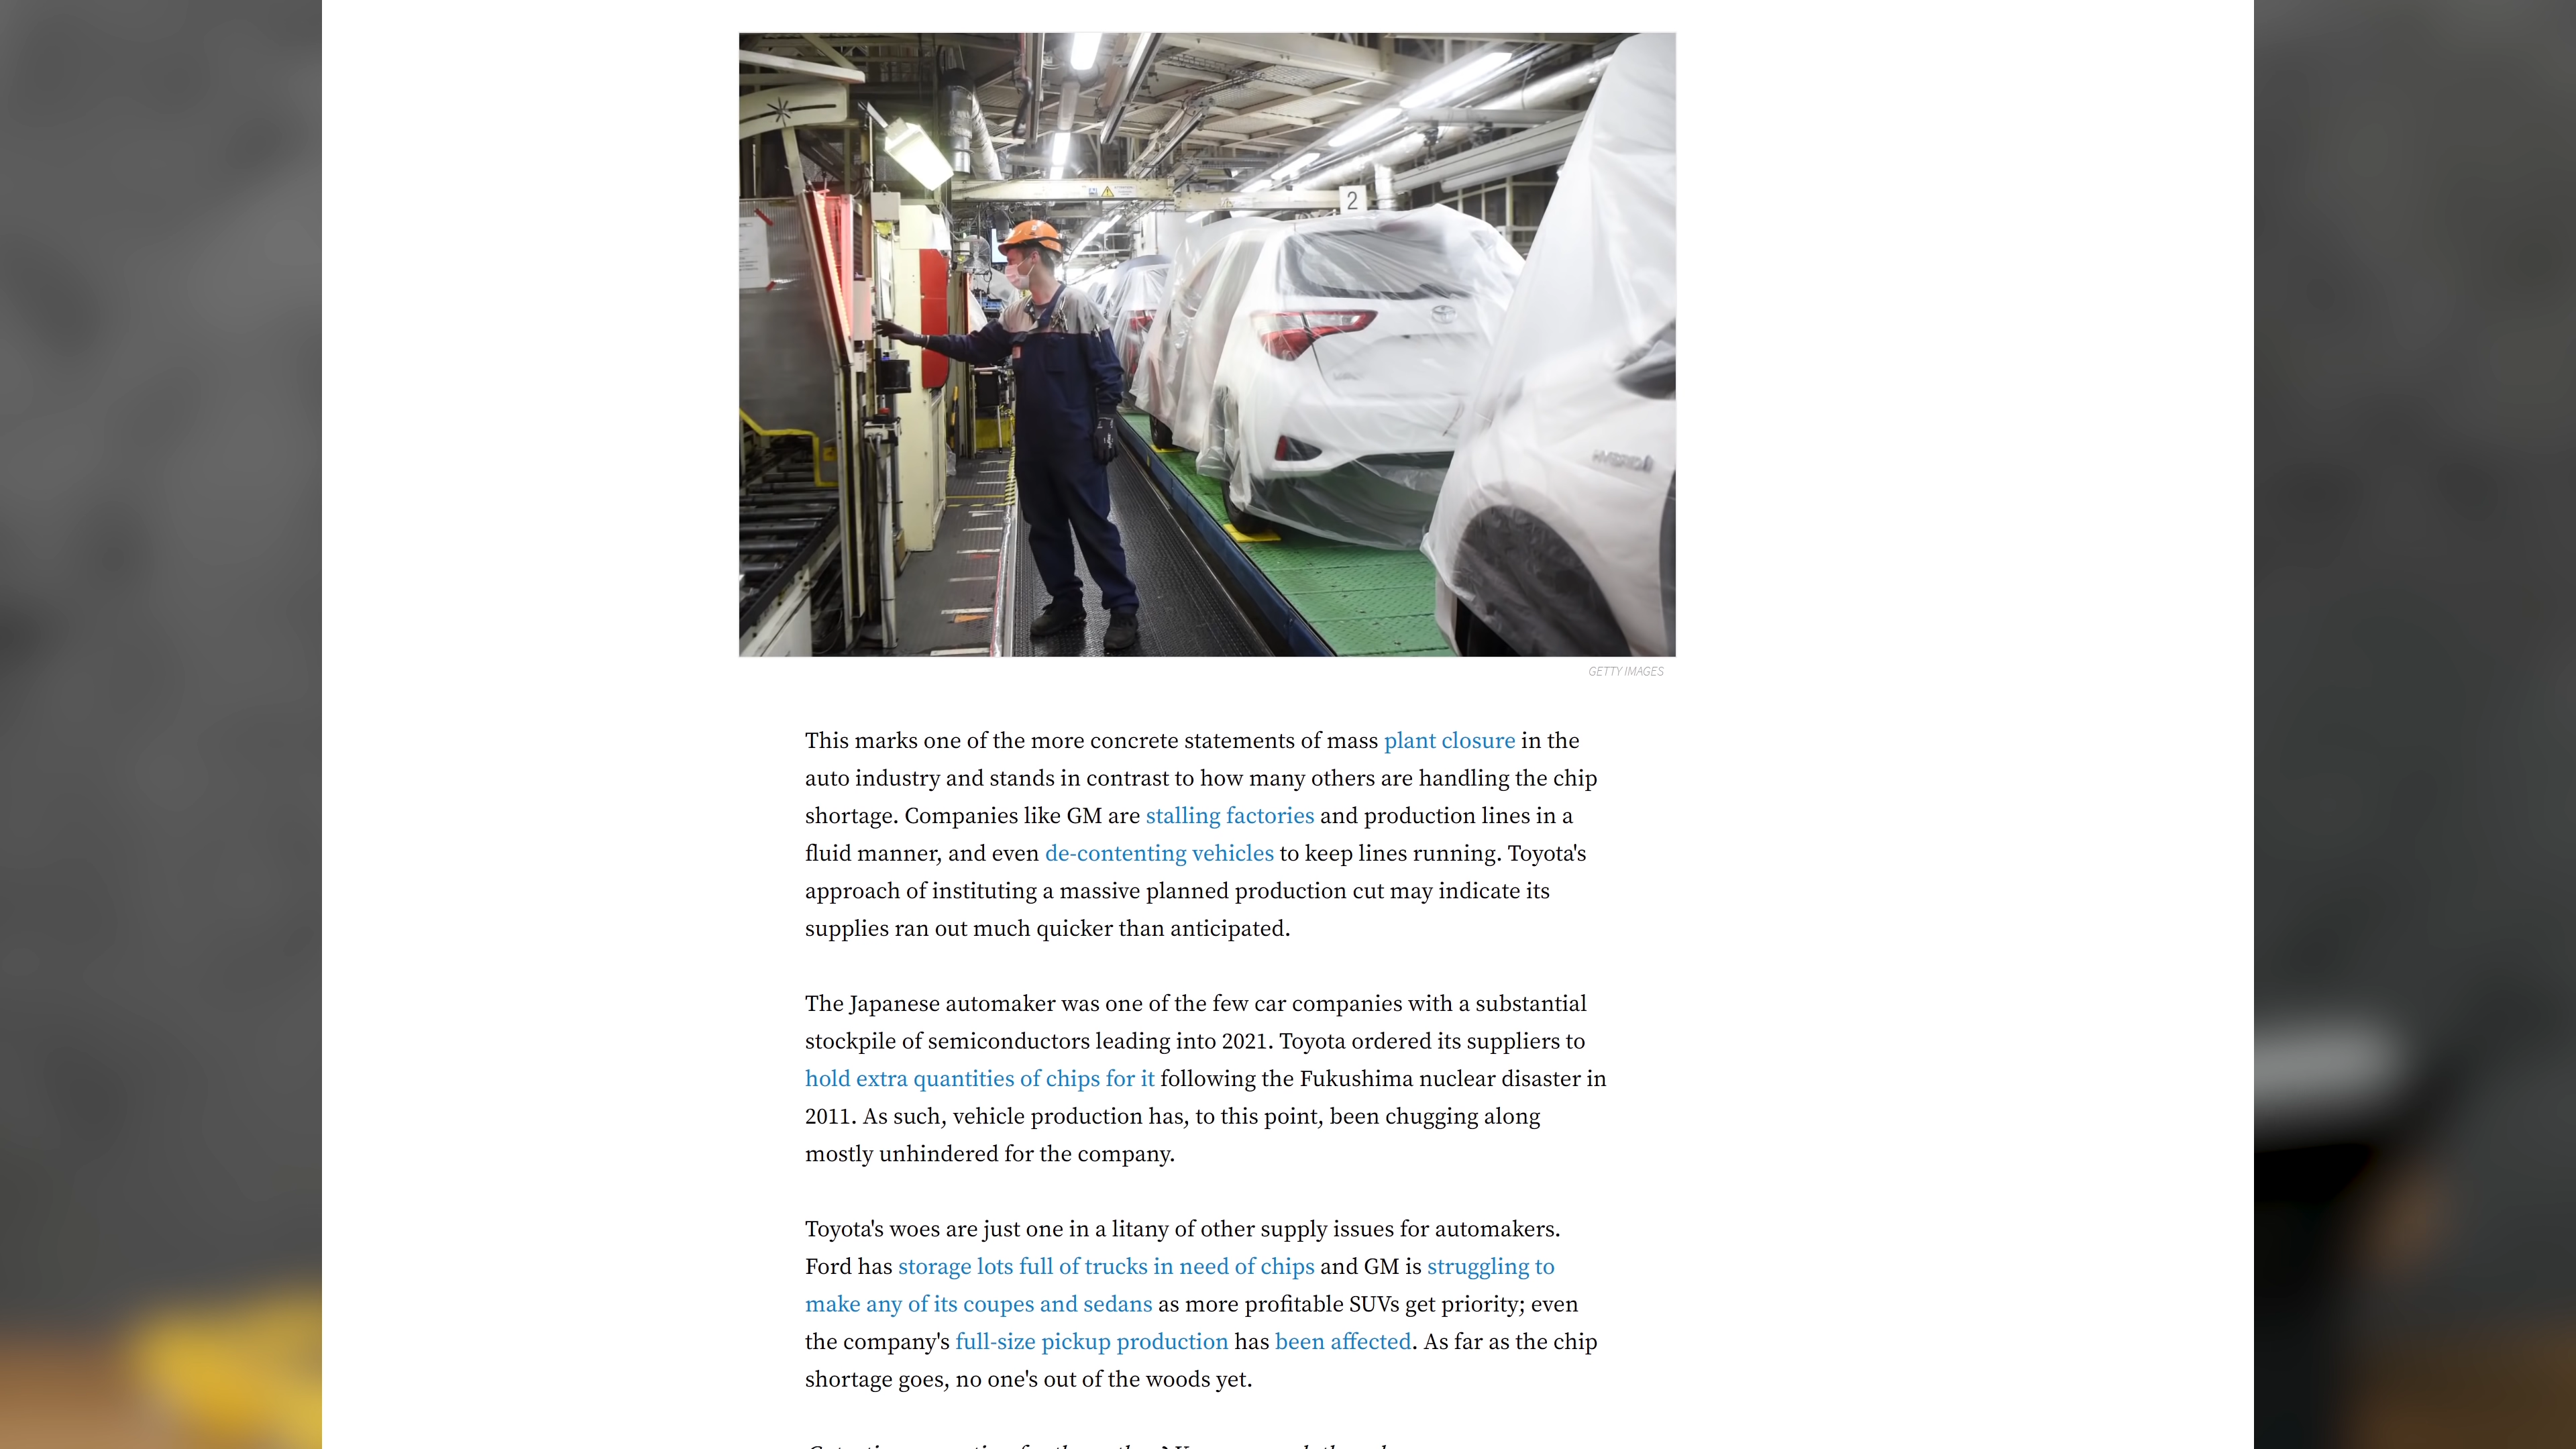 2
HYBRID
GETTY IMAGES
This marks one of the more concrete statements of mass plant closure in the
auto industry and stands in contrast to how many others are handling the chip
shortage. Companies like GM are stalling factories and production lines in a
fluid manner, and even de-contenting vehicles to keep lines running. Toyota's
approach of instituting a massive planned production cut may indicate its
supplies ran out much quicker than anticipated.
The Japanese automaker was one of the few car companies with a substantial
stockpile of semiconductors leading into 2021. Toyota ordered its suppliers to
hold extra quantities of chips for it following the Fukushima nuclear disaster in
2011. As such, vehicle production has, to this point, been chugging along
mostly unhindered for the company.
Toyota's woes are just one in a litany of other supply issues for automakers.
Ford has storage lots full of trucks in need of chips and GM is struggling to
make any of its coupes and sedans as more profitable SUVs get priority; even
the company's full-size pickup production has been affected. As far as the chip
shortage goes, no one's out of the woods yet.